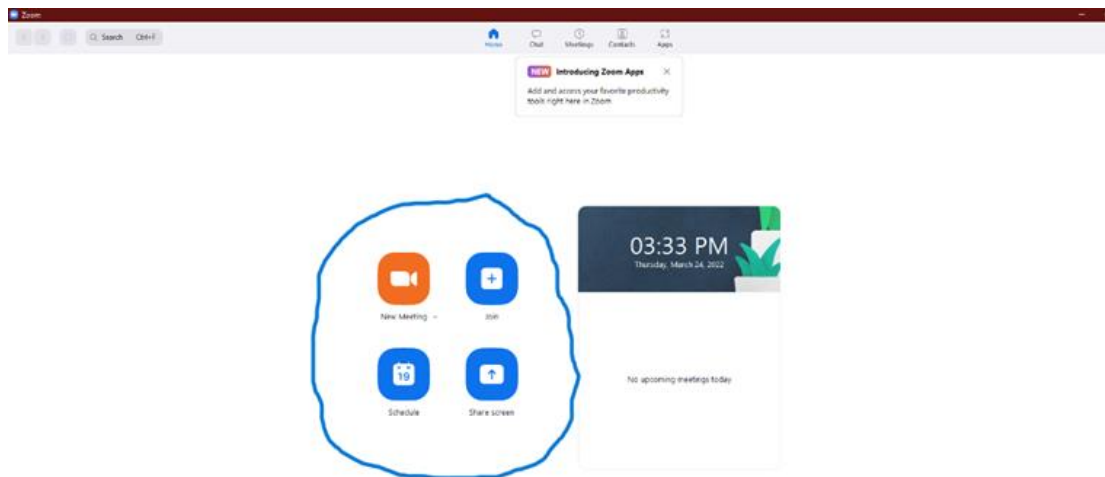 Zoom
Search Ctrl+F
Home Chat Meetings Contacts Apps
NEW Introducing Zoom Apps
Add and access your favorite productivity
tools right here in Zoom
03:33 PM
Thursday, March 24, 2022
New Meeting Join
19
Schedule Share screen
No upcoming meetings today